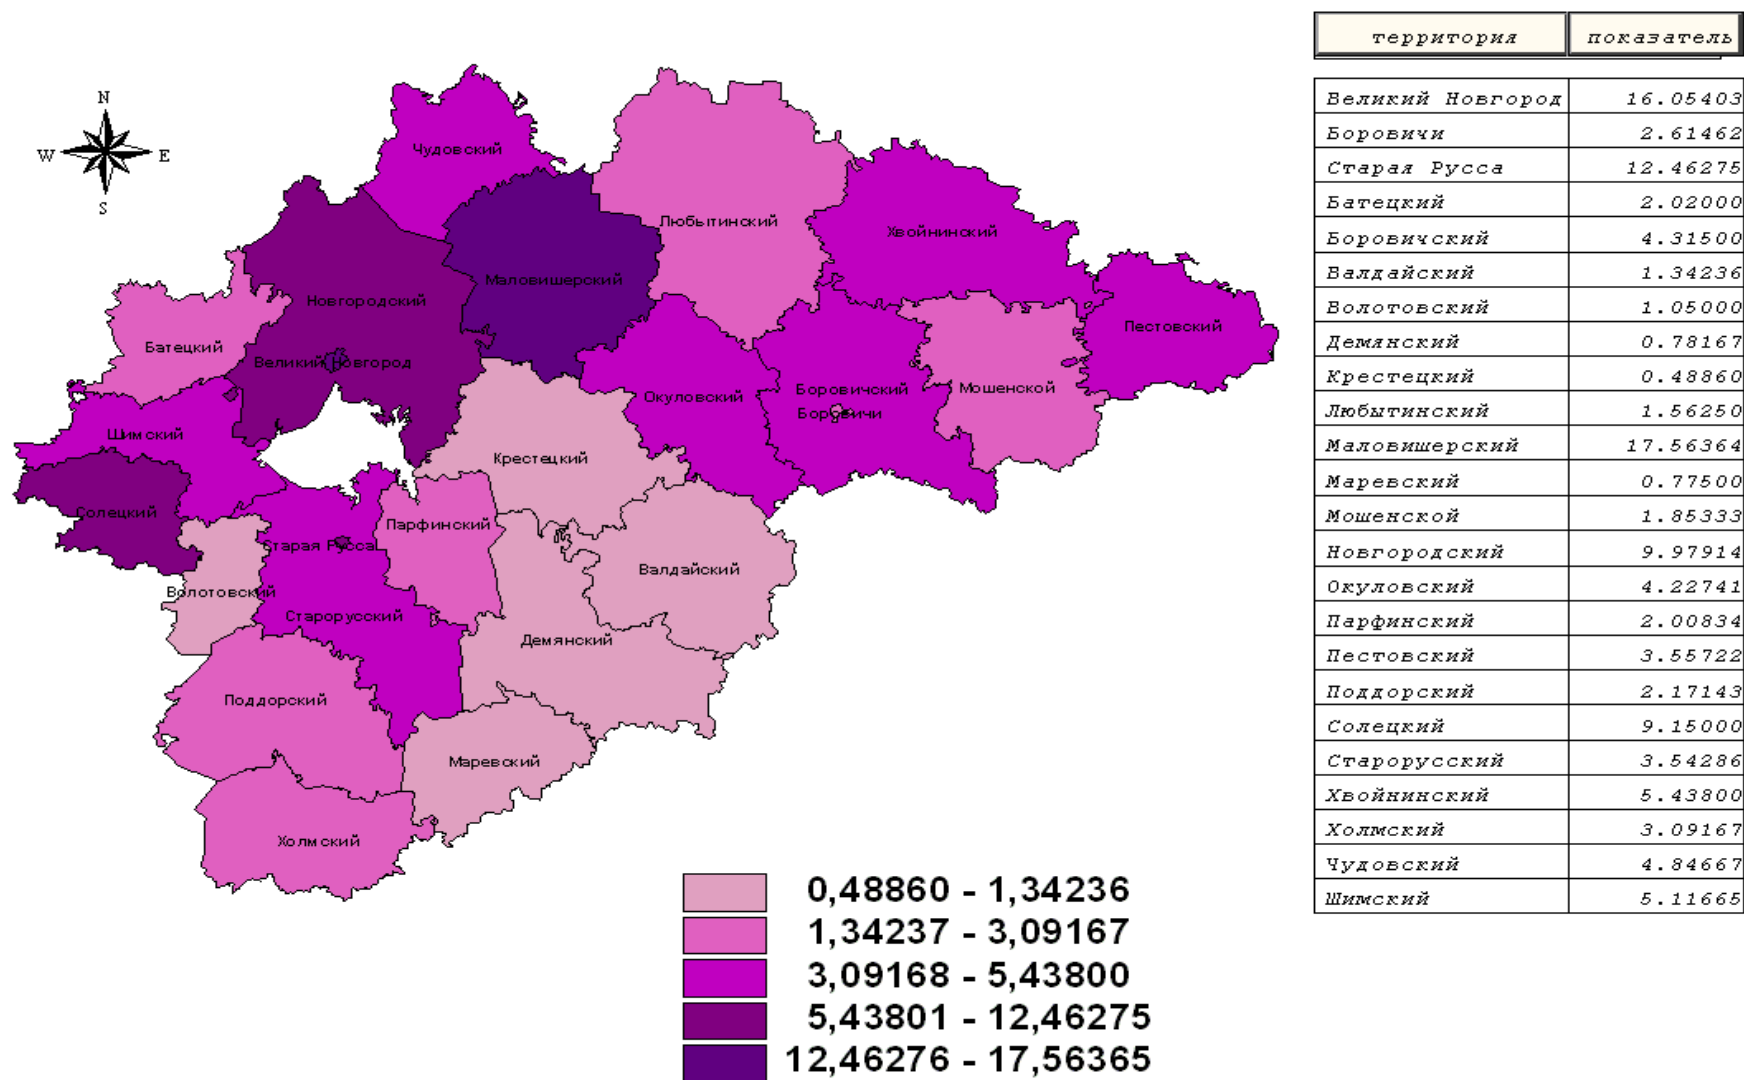 N
W E
S
Чудовский
Любытинский
Хвойнинский
Маловишерский
Новгородский
Пестовский
Батецкий
Великий Новгород
Боровичский
Мошенской
Окуловский
Боровичи
Шимский
Крестецкий
Солецкий
Парфинский
Старая Русса
Валдайский
Волотовский
Старорусский
Демянский
Поддорский
Маревский
Холмский
0,48860 - 1,34236
1,34237 - 3,09167
3,09168 - 5,43800
5,43801 - 12,46275
12,46276 - 17,56365
территория показатель
Великий Новгород 16.05403
Боровичи 2.61462
Старая Русса 12.46275
Батецкий 2.02000
Боровичский 4.31500
Валдайский 1.34236
Волотовский 1.05000
Демянский 0.78167
Крестецкий 0.48860
Любытинский 1.56250
Маловишерский 17.56364
Маревский 0.77500
Мошенской 1.85333
Новгородский 9.97914
Окуловский 4.22741
Парфинский 2.00834
Пестовский 3.55722
Поддорский 2.17143
Солецкий 9.15000
Старорусский 3.54286
Хвойнинский 5.43800
Холмский 3.09167
Чудовский 4.84667
Шимский 5.11665